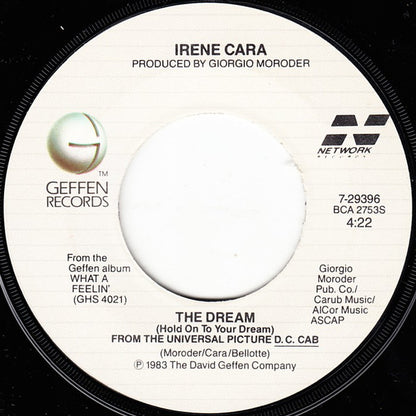 IRENE CARA
PRODUCED BY GIORGIO MORODER
G
TM
GEFFEN
RECORDS
N
NETWORK
RECORDS
7-29396
BCA 2753S
4:22
From the
Geffen album
WHAT A
FEELIN'
(GHS 4021)
Giorgio
Moroder
Pub. Co./
Carub Music/
AlCor Music
ASCAP
THE DREAM
(Hold On To Your Dream)
FROM THE UNIVERSAL PICTURE D. C. CAB
(Moroder/Cara/Bellotte)
Ⓟ 1983 The David Geffen Company